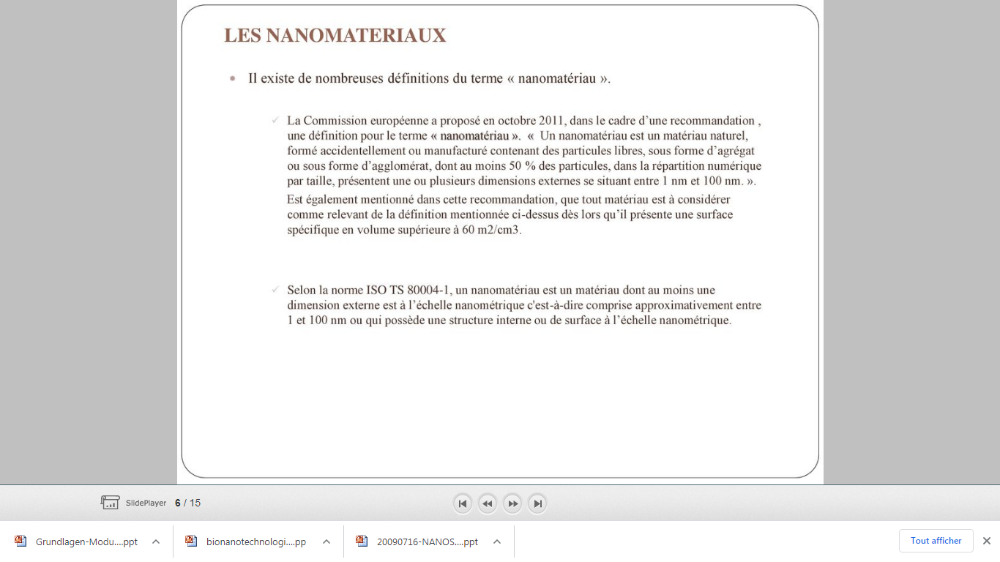 LES NANOMATERIAUX
• Il existe de nombreuses définitions du terme « nanomatériau ».
✓ La Commission européenne a proposé en octobre 2011, dans le cadre d’une recommandation ,
une définition pour le terme « nanomatériau ». « Un nanomatériau est un matériau naturel,
formé accidentellement ou manufacturé contenant des particules libres, sous forme d’agrégat
ou sous forme d’agglomérat, dont au moins 50 % des particules, dans la répartition numérique
par taille, présentent une ou plusieurs dimensions externes se situant entre 1 nm et 100 nm. ».
Est également mentionné dans cette recommandation, que tout matériau est à considérer
comme relevant de la définition mentionnée ci-dessus dès lors qu’il présente une surface
spécifique en volume supérieure à 60 m2/cm3.
✓ Selon la norme ISO TS 80004-1, un nanomatériau est un matériau dont au moins une
dimension externe est à l’échelle nanométrique c'est-à-dire comprise approximativement entre
1 et 100 nm ou qui possède une structure interne ou de surface à l’échelle nanométrique.
SlidePlayer 6 / 15
Grundlagen-Modu....ppt bionanotechnologi....pp 20090716-NANOS....ppt Tout afficher